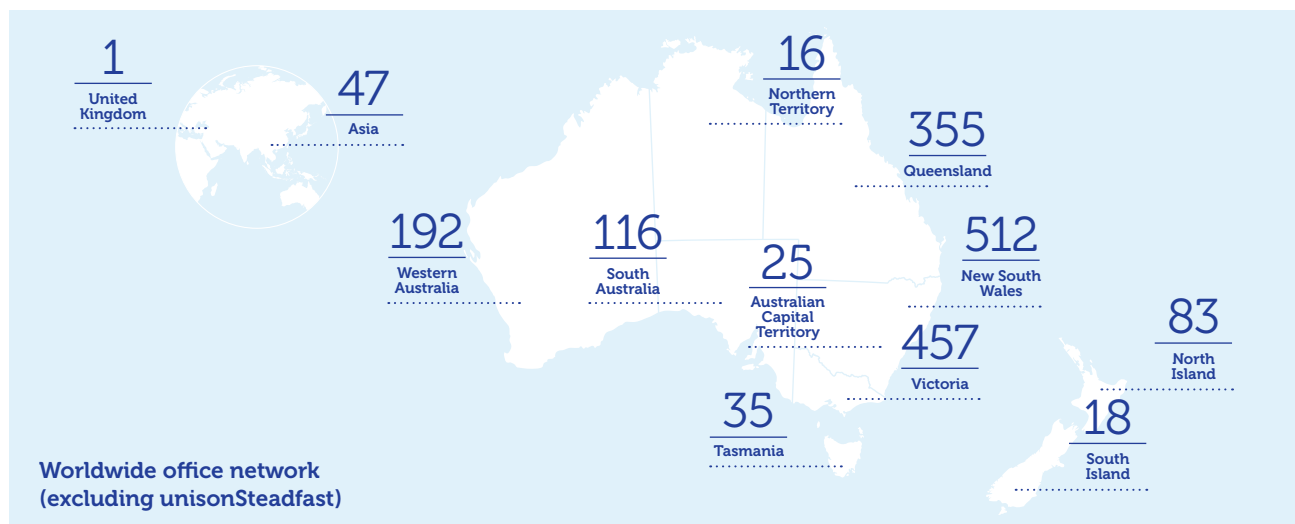 1
United
Kingdom
47
Asia
16
Northern
Territory
355
Queensland
192
Western
Australia
116
South
Australia
25
Australian
Capital
Territory
512
New South
Wales
457
Victoria
35
Tasmania
83
North
Island
18
South
Island
Worldwide office network
(excluding unisonSteadfast)